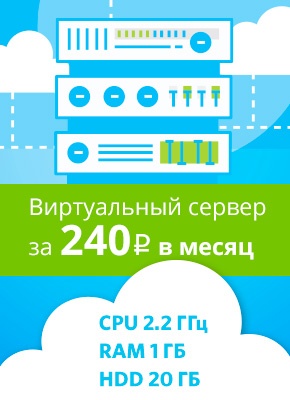 Виртуальный сервер
за 240₽ в месяц
CPU 2.2 ГГц
RAM 1 ГБ
HDD 20 ГБ